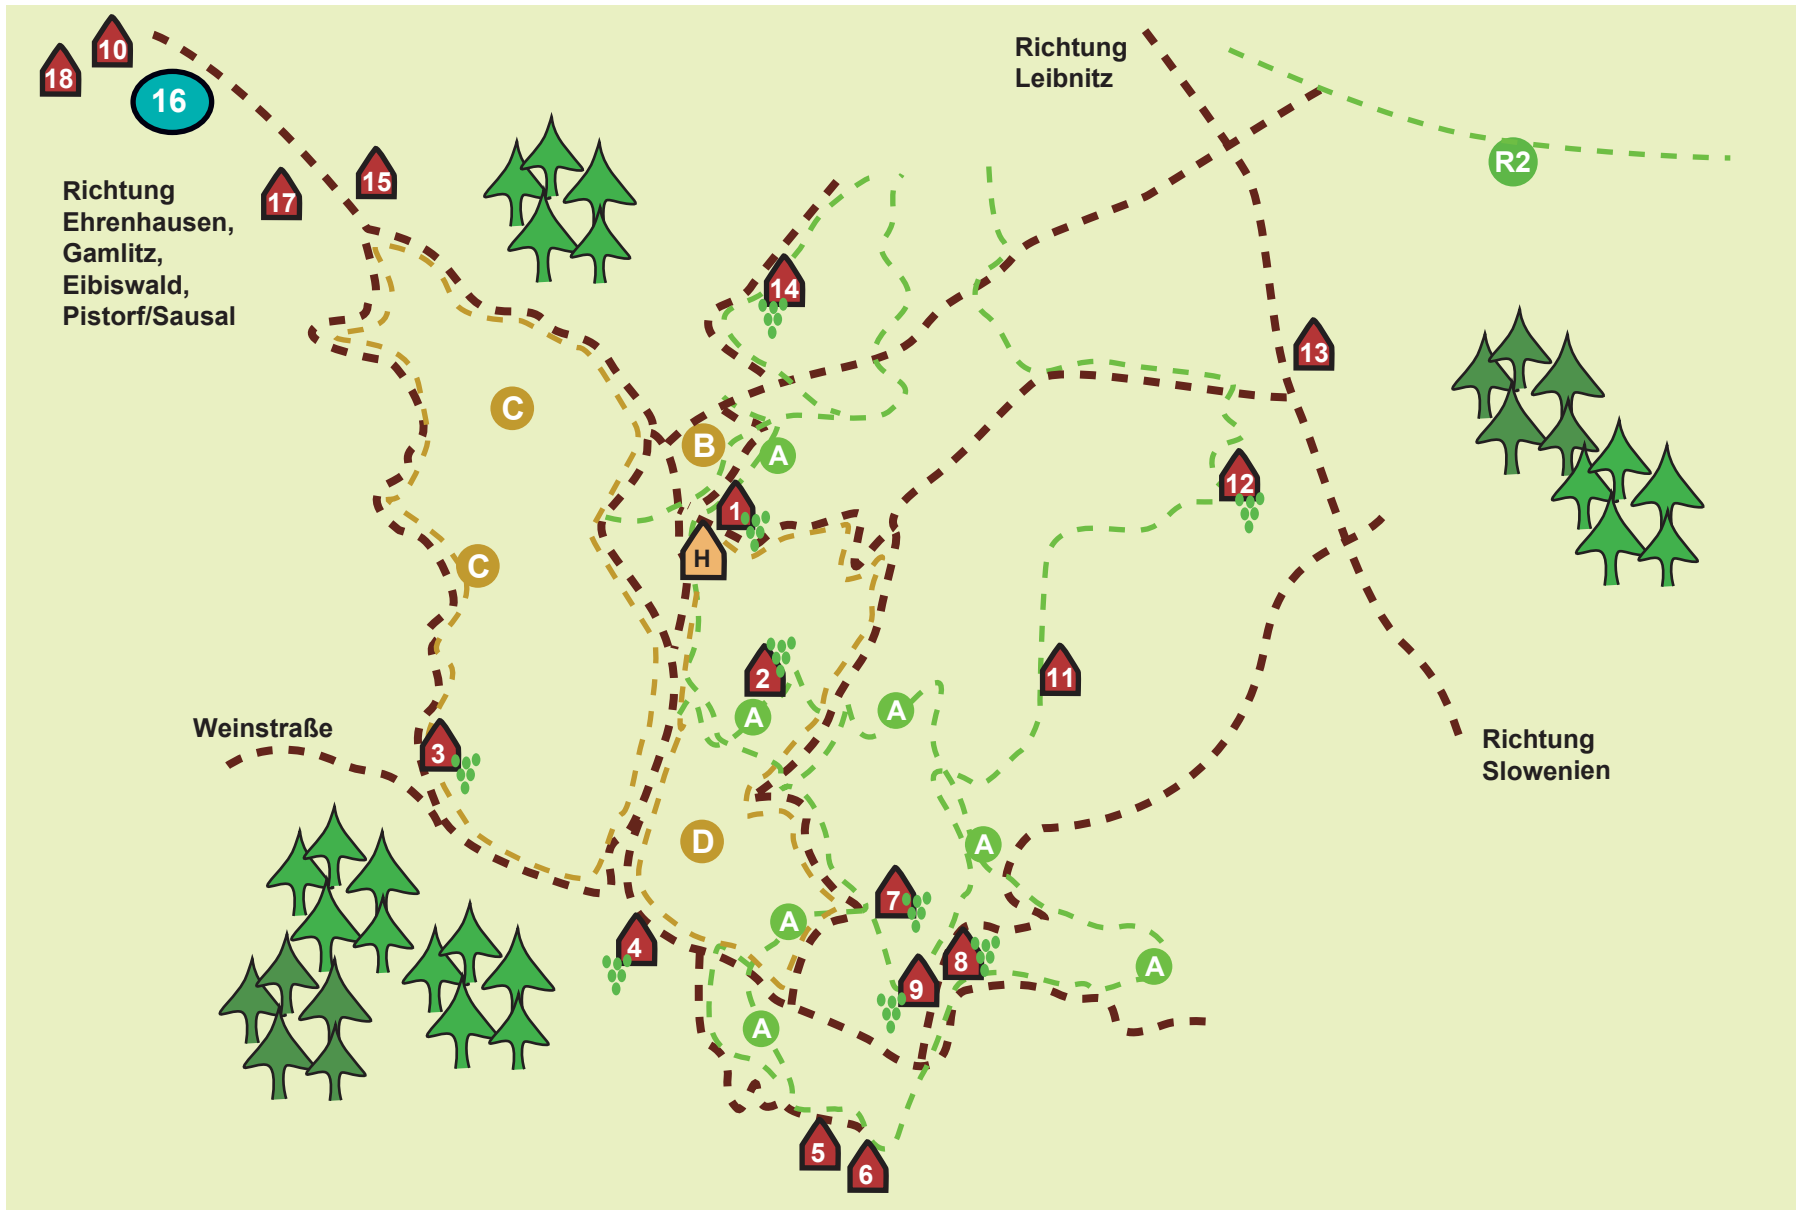 10
18
16
Richtung
Leibnitz
R2
15
17
Richtung
Ehrenhausen,
Gamlitz,
Eibiswald,
Pistorf/Sausal
14
13
C
B
A
12
1
H
C
2
11
A
A
Weinstraße
3
Richtung
Slowenien
D
A
7
A
4
8
A
9
A
5
6